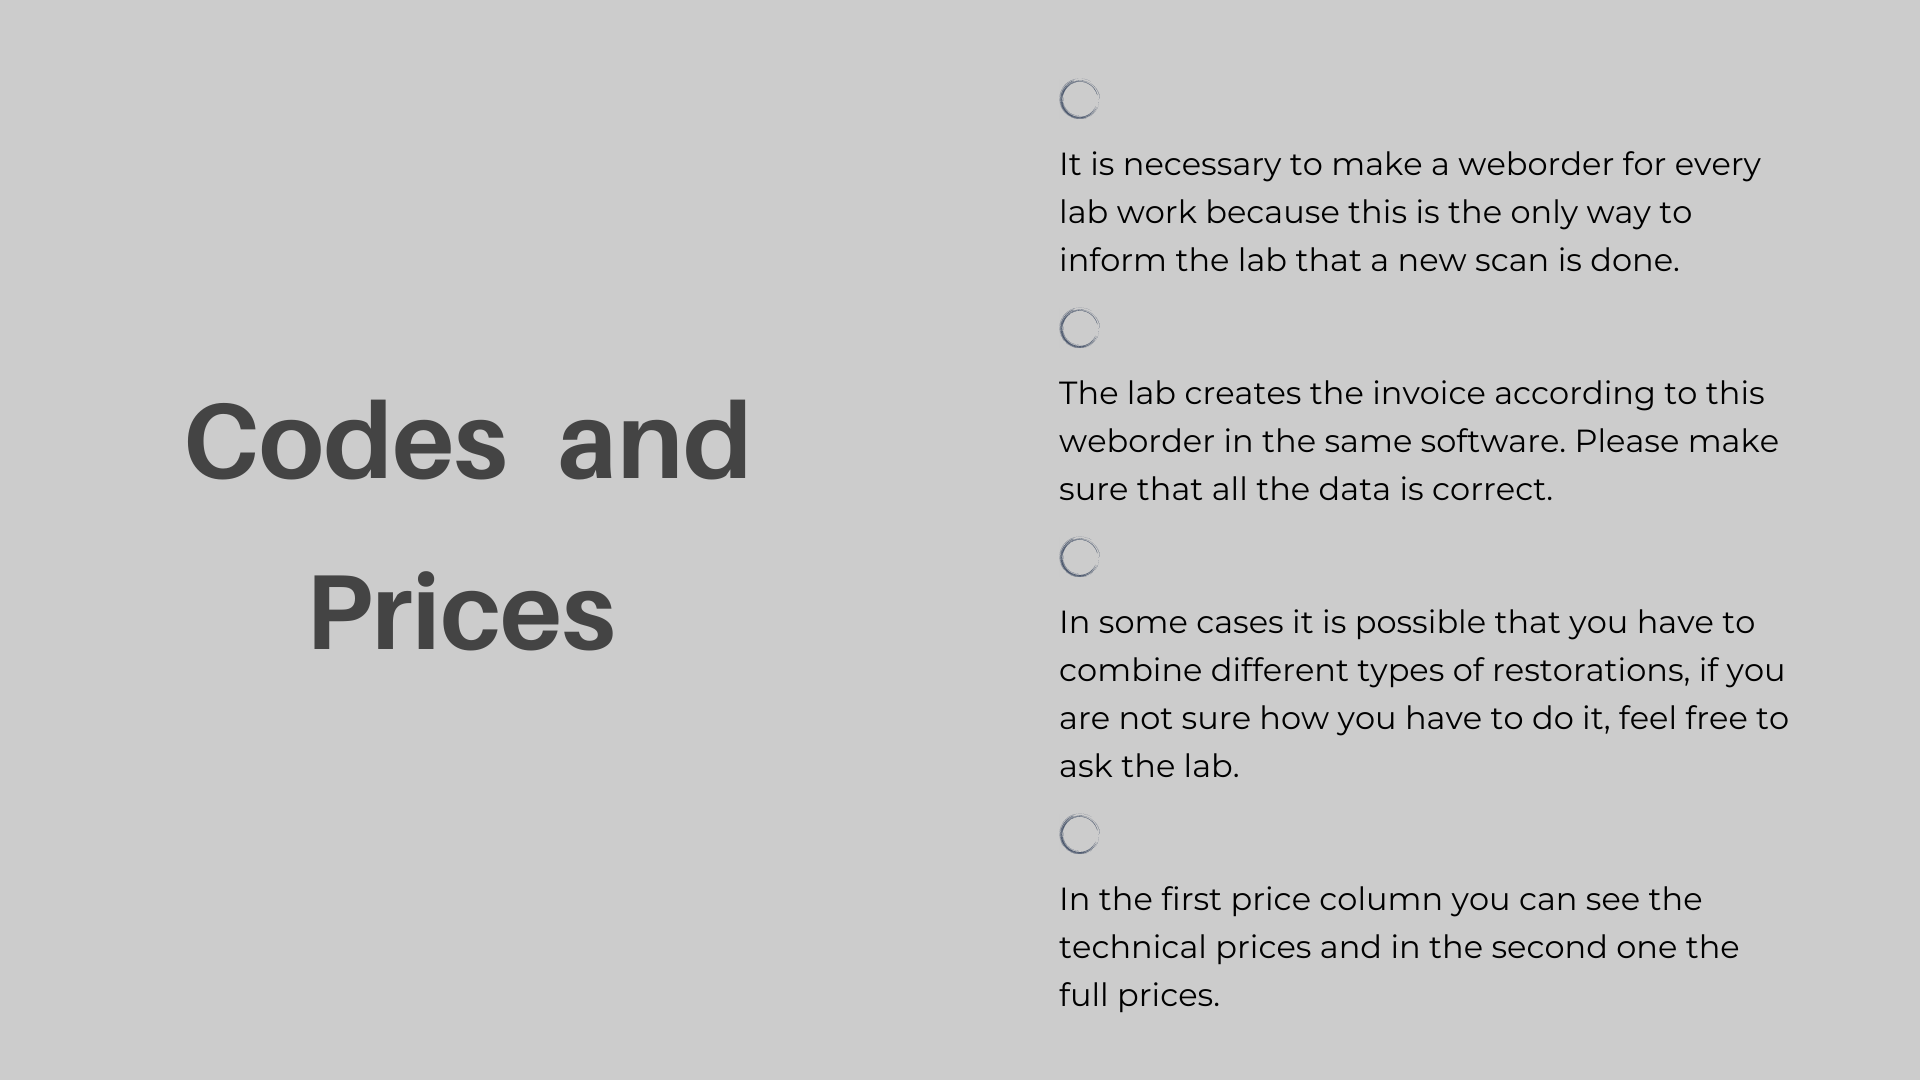 Codes and
Prices
It is necessary to make a weborder for every
lab work because this is the only way to
inform the lab that a new scan is done.
The lab creates the invoice according to this
weborder in the same software. Please make
sure that all the data is correct.
In some cases it is possible that you have to
combine different types of restorations, if you
are not sure how you have to do it, feel free to
ask the lab.
In the first price column you can see the
technical prices and in the second one the
full prices.